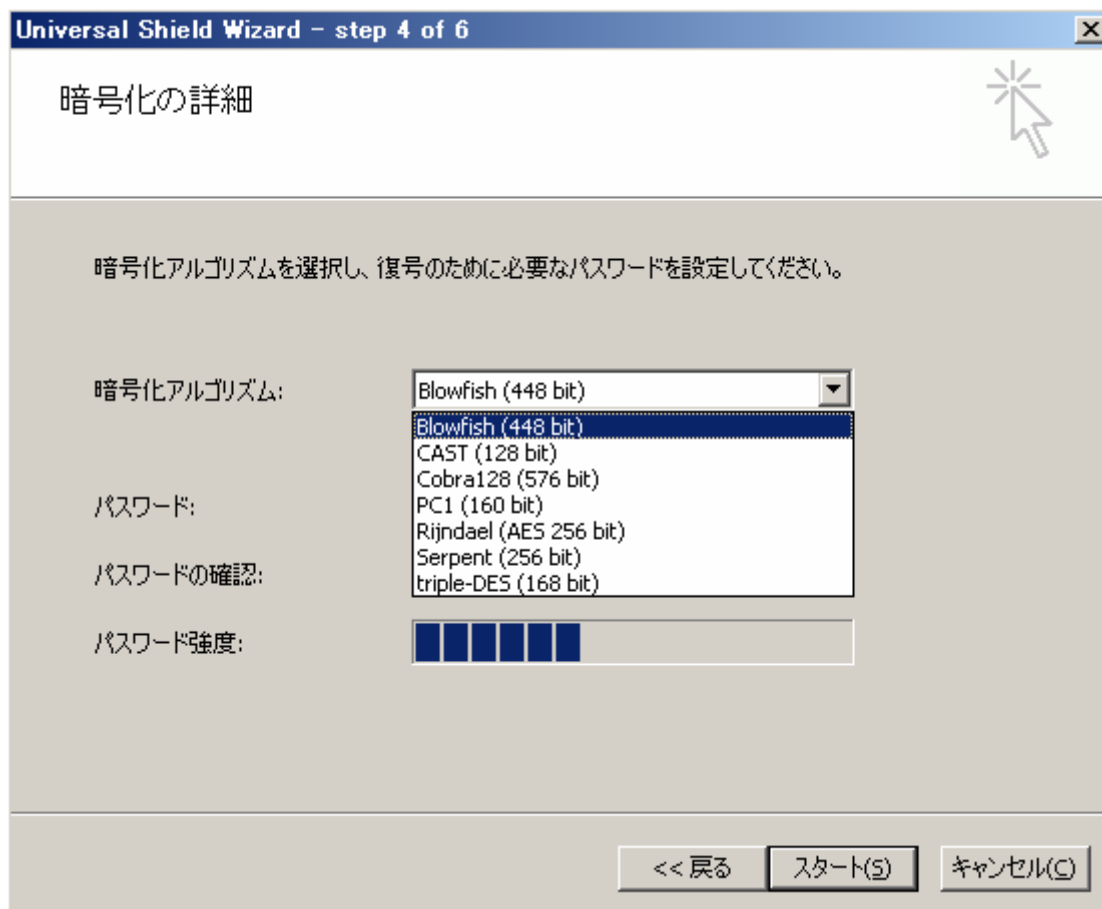 Universal Shield Wizard - step 4 of 6
暗号化の詳細
暗号化アルゴリズムを選択し、復号のために必要なパスワードを設定してください。
暗号化アルゴリズム:
Blowfish (448 bit)
Blowfish (448 bit)
CAST (128 bit)
Cobra128 (576 bit)
PC1 (160 bit)
Rijndael (AES 256 bit)
Serpent (256 bit)
triple-DES (168 bit)
パスワード:
パスワードの確認:
パスワード強度:
<< 戻る
スタート(S)
キャンセル(C)